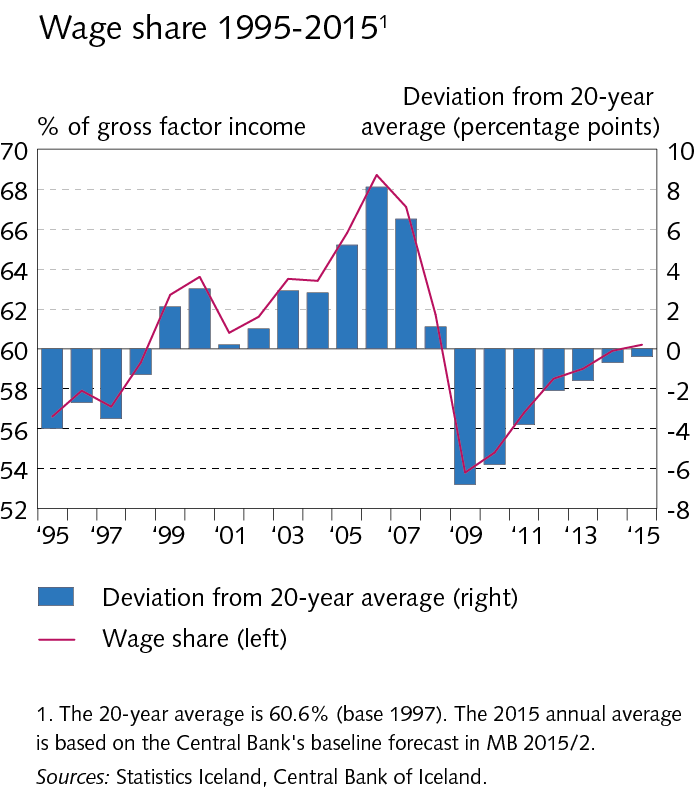 Wage share 1995-2015¹
Deviation from 20-year
% of gross factor income average (percentage points)
70 10
68 8
66 6
64 4
62 2
60 0
58 -2
56 -4
54 -6
52 -8
‘95 ‘97 ‘99 ‘01 ‘03 ‘05 ‘07 ‘09 ‘11 ‘13 ‘15
Deviation from 20-year average (right)
Wage share (left)
1. The 20-year average is 60.6% (base 1997). The 2015 annual average
is based on the Central Bank's baseline forecast in MB 2015/2.
Sources: Statistics Iceland, Central Bank of Iceland.